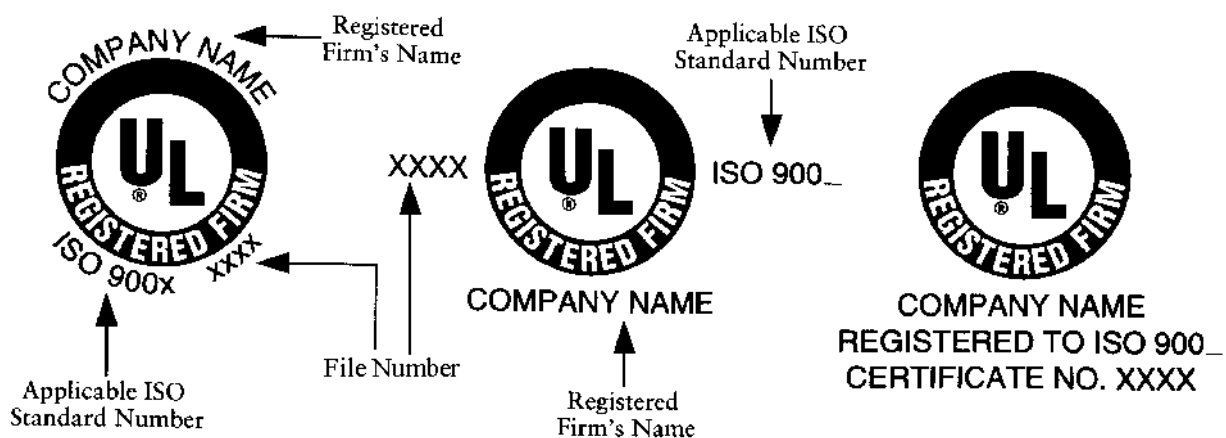 Registered
Firm's Name
COMPANY NAME
UL
®
REGISTERED FIRM
ISO 900x
XXXX
Applicable ISO
Standard Number
File Number
Applicable ISO
Standard Number
XXXX
UL
®
REGISTERED FIRM
ISO 900_
COMPANY NAME
Registered
Firm's Name
UL
®
REGISTERED FIRM
COMPANY NAME
REGISTERED TO ISO 900_
CERTIFICATE NO. XXXX